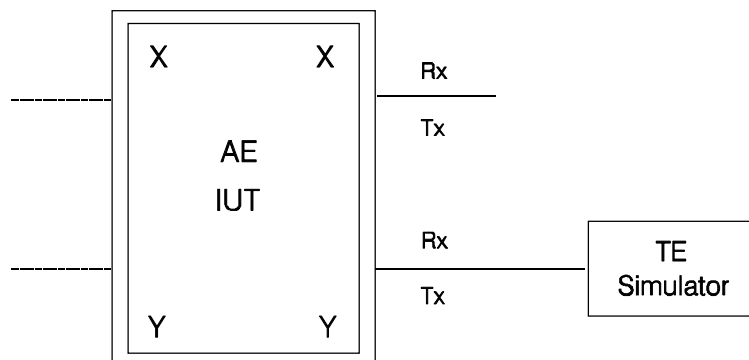 X X
Rx
Tx
AE
IUT
Rx
Tx
TE
Simulator
Y Y